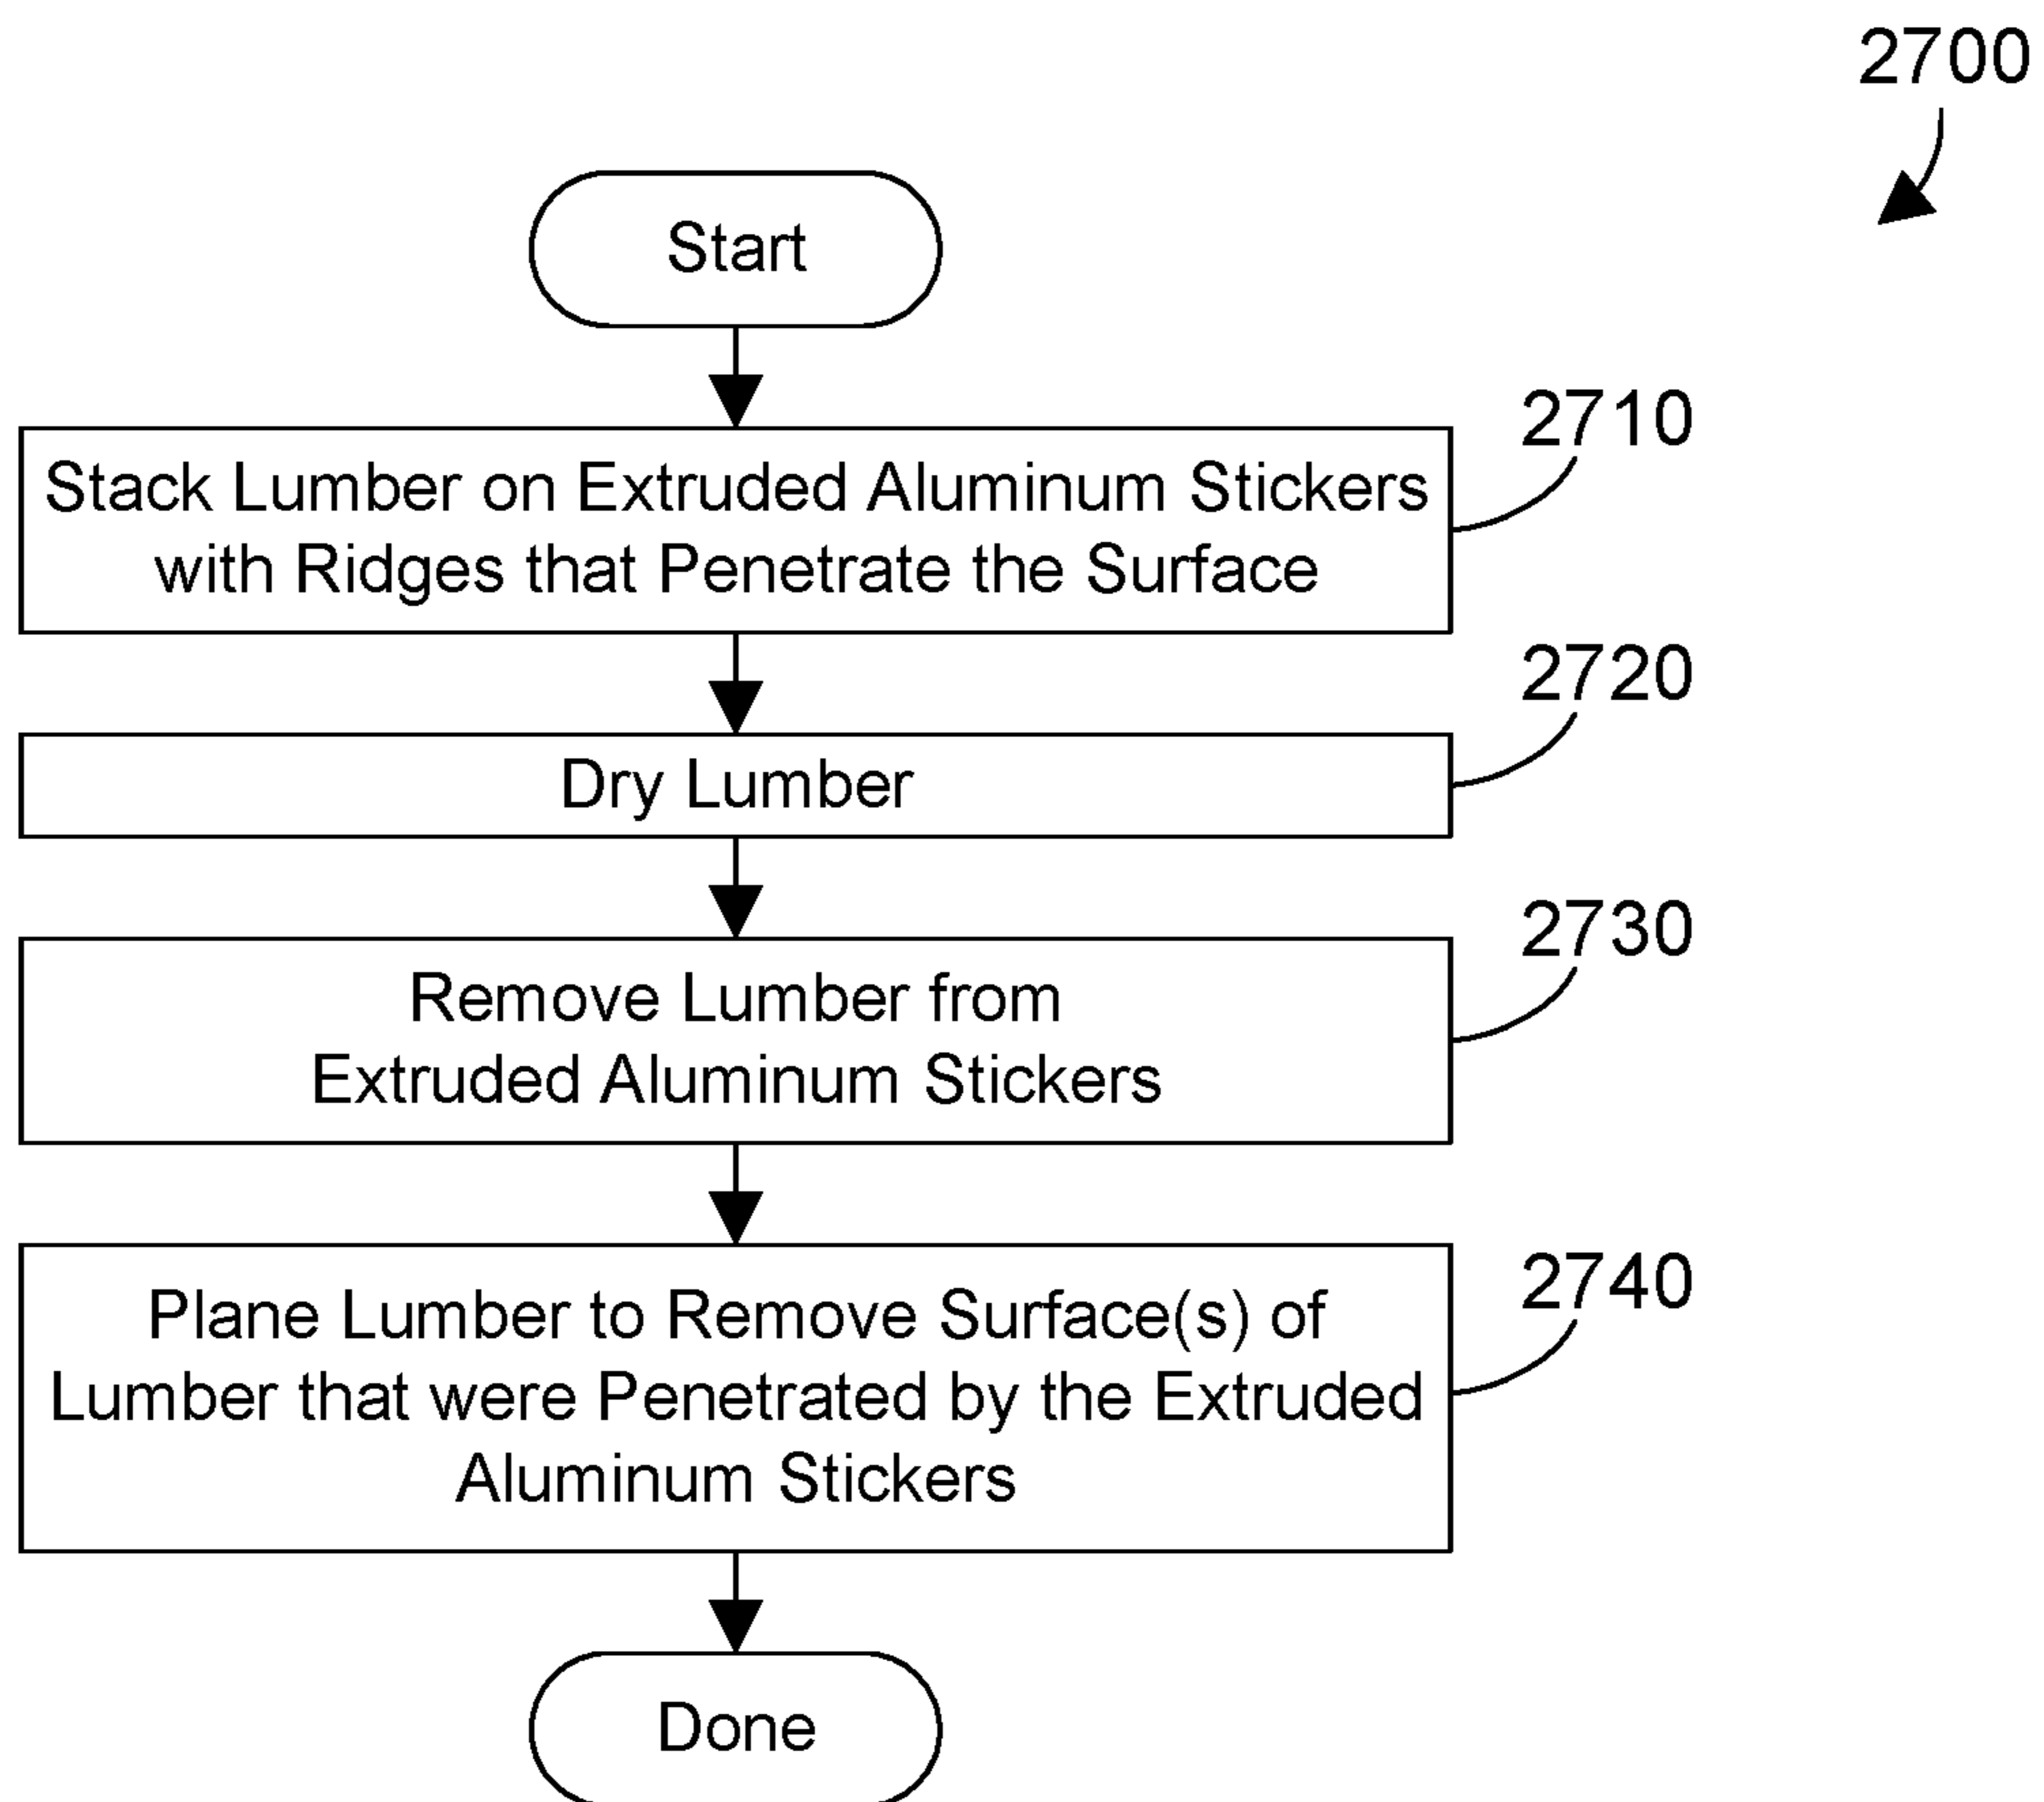 2700
Start
2710
Stack Lumber on Extruded Aluminum Stickers
with Ridges that Penetrate the Surface
2720
Dry Lumber
2730
Remove Lumber from
Extruded Aluminum Stickers
2740
Plane Lumber to Remove Surface(s) of
Lumber that were Penetrated by the Extruded
Aluminum Stickers
Done